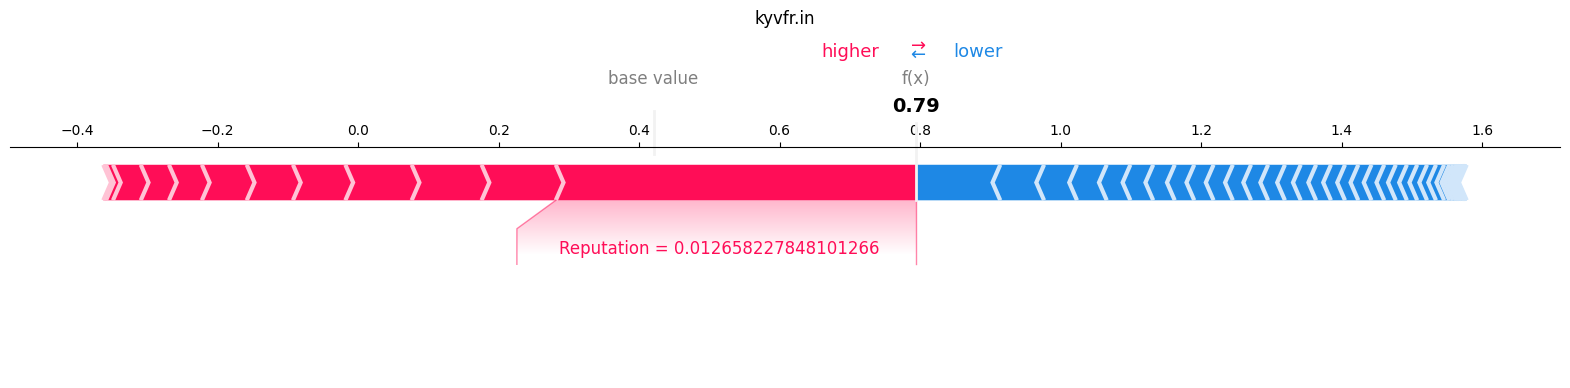 kyvfr.in
higher → ← lower
base value f(x)
0.79
−0.4 −0.2 0.0 0.2 0.4 0.6 0.8 1.0 1.2 1.4 1.6
Reputation = 0.012658227848101266